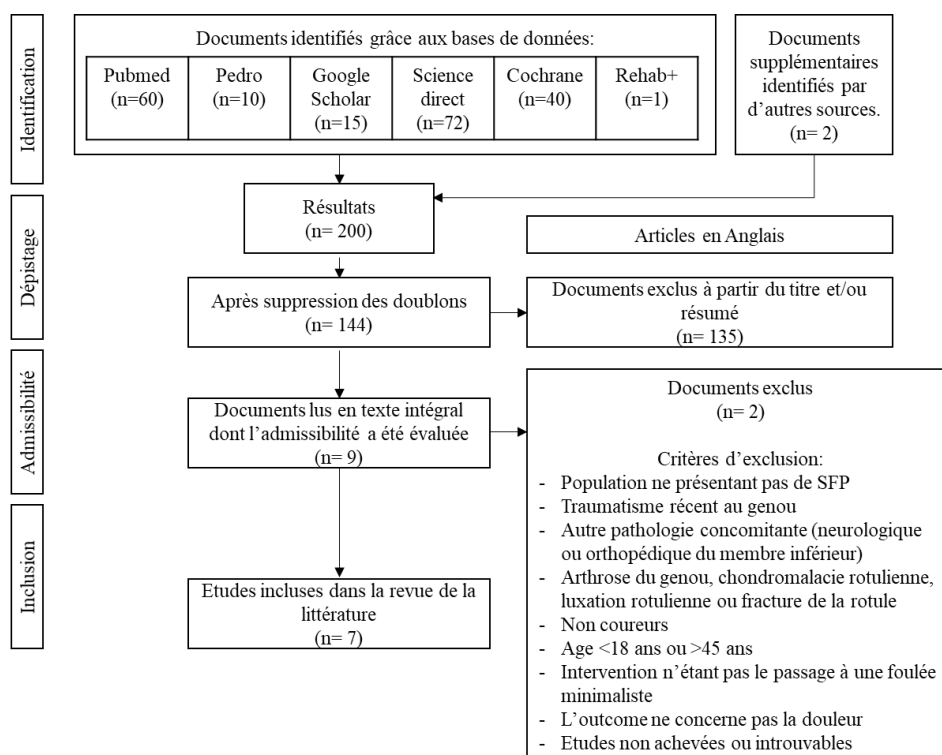 Identification
Documents identifiés grâce aux bases de données:
Pubmed
(n=60)
Pedro
(n=10)
Google
Scholar
(n=15)
Science
direct
(n=72)
Cochrane
(n=40)
Rehab+
(n=1)
Documents
supplémentaires
identifiés par
d'autres sources.
(n= 2)
Dépistage
Résultats
(n= 200)
Articles en Anglais
Après suppression des doublons
(n= 144)
Documents exclus à partir du titre et/ou
résumé
(n= 135)
Admissibilité
Documents lus en texte intégral
dont l'admissibilité a été évaluée
(n= 9)
Documents exclus
(n= 2)
Critères d'exclusion:
- Population ne présentant pas de SFP
- Traumatisme récent au genou
- Autre pathologie concomitante (neurologique
ou orthopédique du membre inférieur)
- Arthrose du genou, chondromalacie rotulienne,
luxation rotulienne ou fracture de la rotule
- Non coureurs
- Age <18 ans ou >45 ans
- Intervention n'étant pas le passage à une foulée
minimaliste
- L'outcome ne concerne pas la douleur
- Etudes non achevées ou introuvables
Inclusion
Etudes incluses dans la revue de la
littérature
(n= 7)